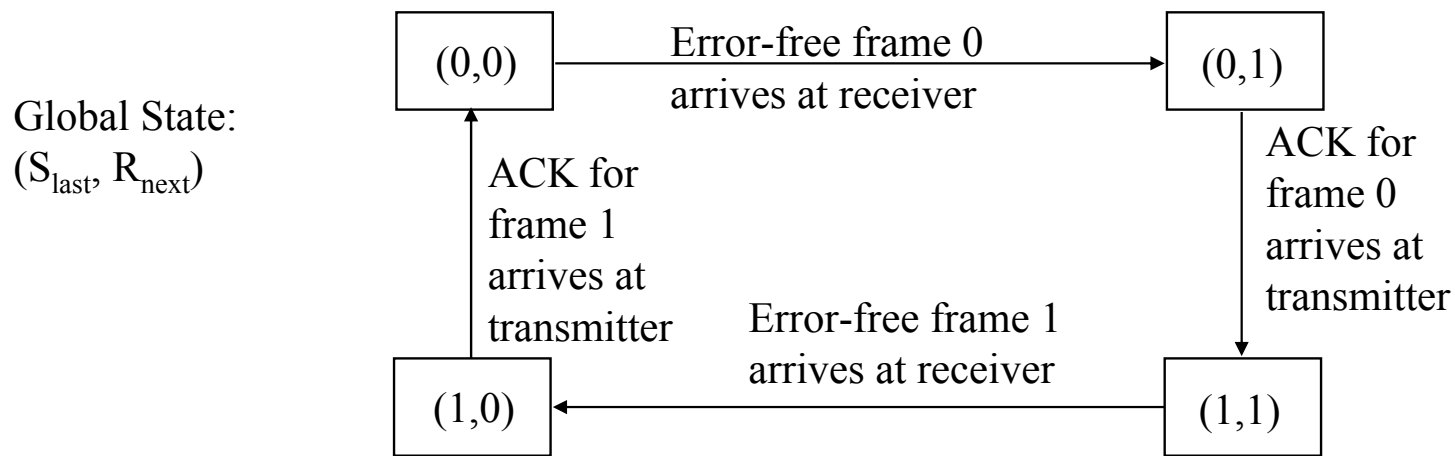 Global State:
(Slast, Rnext)
(0,0)
Error-free frame 0
arrives at receiver
(0,1)
ACK for
frame 1
arrives at
transmitter
ACK for
frame 0
arrives at
transmitter
Error-free frame 1
arrives at receiver
(1,0)
(1,1)